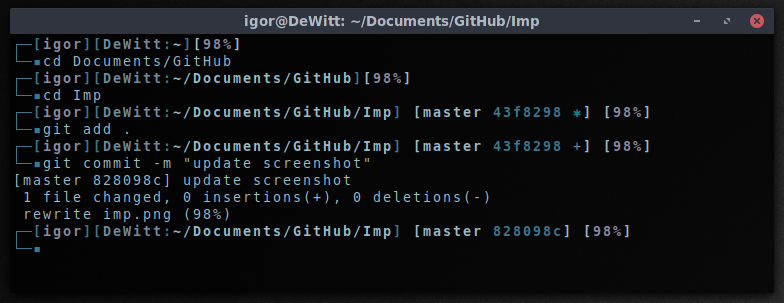 igor@DeWitt: ~/Documents/GitHub/Imp
┌─[igor][DeWitt:~][98%]
└─▪cd Documents/GitHub
┌─[igor][DeWitt:~/Documents/GitHub][98%]
└─▪cd Imp
┌─[igor][DeWitt:~/Documents/GitHub/Imp] [master 43f8298 ✱] [98%]
└─▪git add .
┌─[igor][DeWitt:~/Documents/GitHub/Imp] [master 43f8298 +] [98%]
└─▪git commit -m "update screenshot"
[master 828098c] update screenshot
 1 file changed, 0 insertions(+), 0 deletions(-)
 rewrite imp.png (98%)
┌─[igor][DeWitt:~/Documents/GitHub/Imp] [master 828098c] [98%]
└─▪